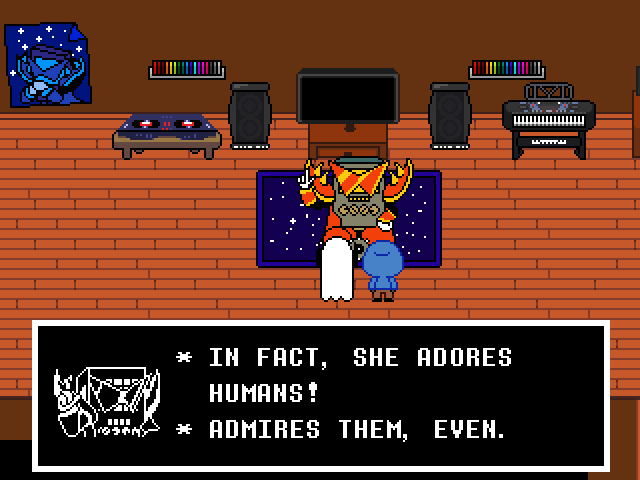 * IN FACT, SHE ADORES
HUMANS!
* ADMIRES THEM, EVEN.